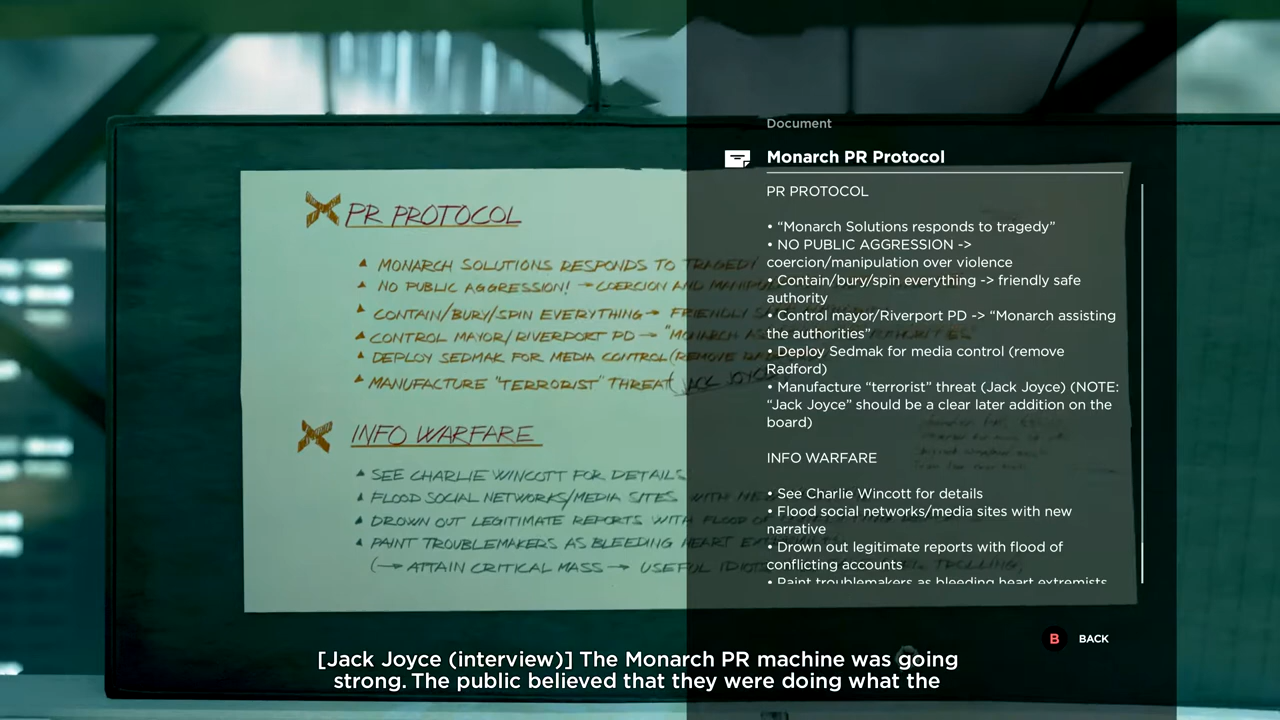 PR PROTOCOL
MONARCH SOLUTIONS RESPONDS TO TRAGEDY
NO PUBLIC AGGRESSION! → COERCION AND
CONTAIN/BURY/SPIN EVERYTHING →
CONTROL MAYOR/RIVERPORT PD → "MONARCH
DEPLOY SEDMAK FOR MEDIA CONTROL (REMOVE
MANUFACTURE "TERRORIST" THREAT JACK JOYCE
INFO WARFARE
SEE CHARLIE WINCOTT FOR DETAILS
FLOOD SOCIAL NETWORKS/MEDIA SITES WITH
DROWN OUT LEGITIMATE REPORTS WITH FLOOD OF
PAINT TROUBLEMAKERS AS BLEEDING HEART
(→ ATTAIN CRITICAL MASS → USEFUL IDIOTS TROLLING)
Document
Monarch PR Protocol
PR PROTOCOL
• “Monarch Solutions responds to tragedy”
• NO PUBLIC AGGRESSION ->
coercion/manipulation over violence
• Contain/bury/spin everything -> friendly safe
authority
• Control mayor/Riverport PD -> “Monarch assisting
the authorities”
• Deploy Sedmak for media control (remove
Radford)
• Manufacture “terrorist” threat (Jack Joyce) (NOTE:
“Jack Joyce” should be a clear later addition on the
board)
INFO WARFARE
• See Charlie Wincott for details
• Flood social networks/media sites with new
narrative
• Drown out legitimate reports with flood of
conflicting accounts
• Paint troublemakers as bleeding heart extremists
B BACK
[Jack Joyce (interview)] The Monarch PR machine was going
strong. The public believed that they were doing what the